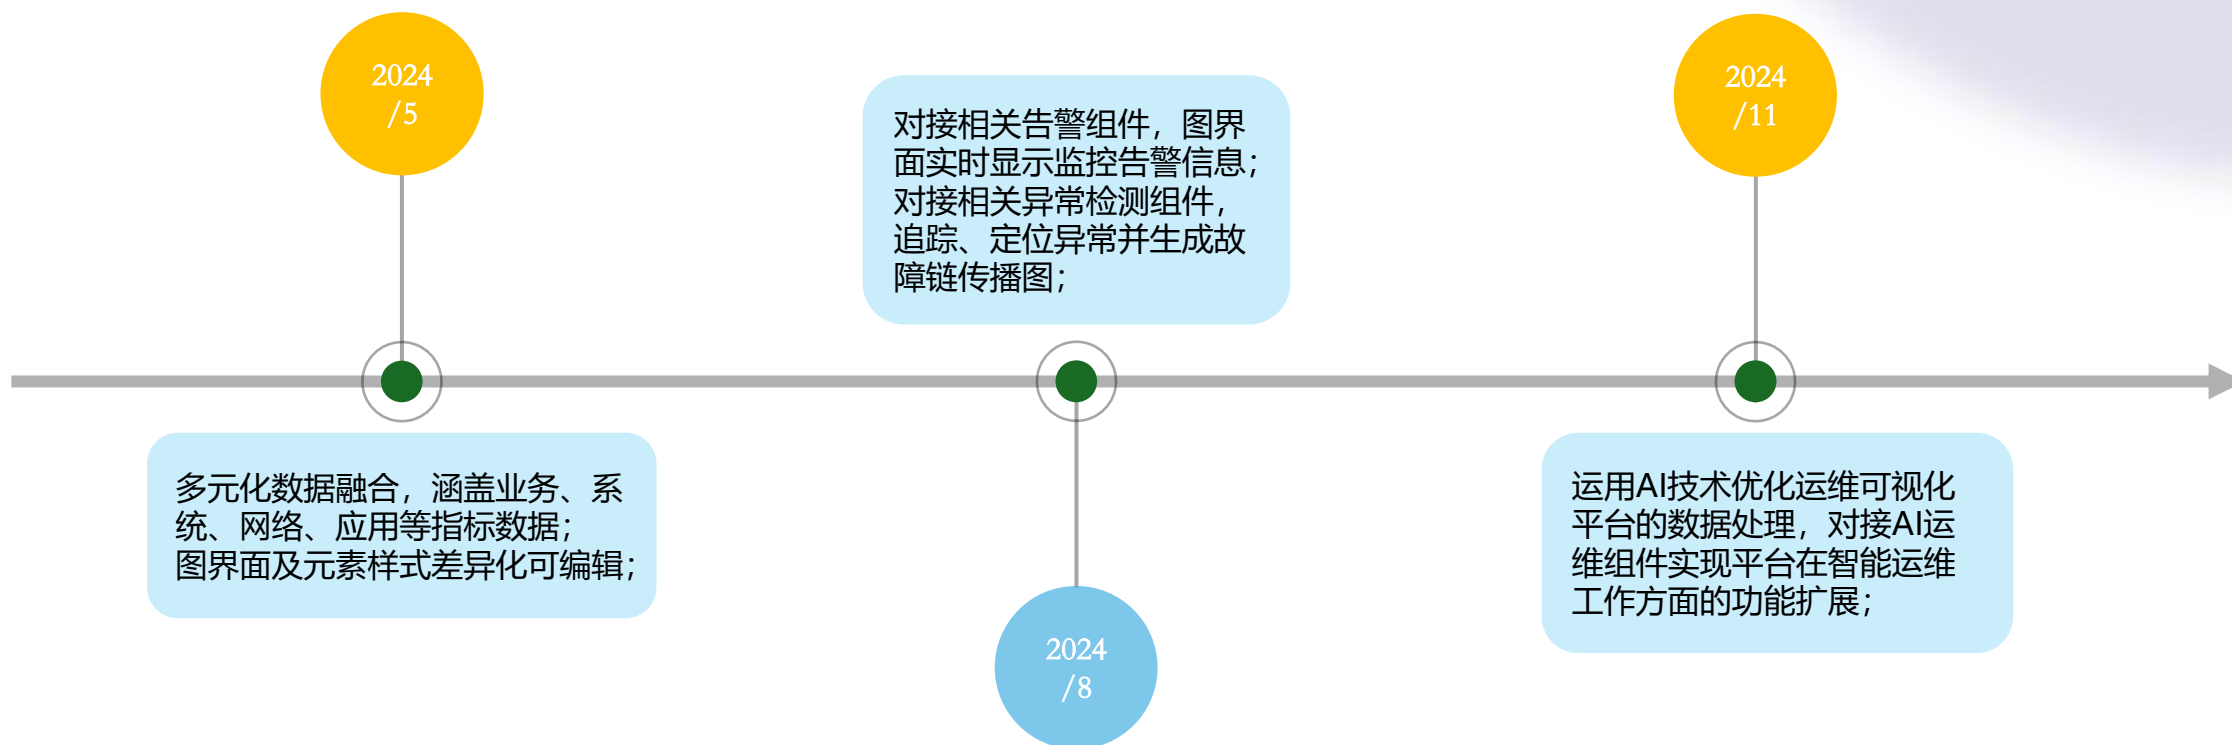 2024
/5
多元化数据融合，涵盖业务、系
统、网络、应用等指标数据；
图界面及元素样式差异化可编辑；
对接相关告警组件，图界
面实时显示监控告警信息；
对接相关异常检测组件，
追踪、定位异常并生成故
障链传播图；
2024
/8
2024
/11
运用AI技术优化运维可视化
平台的数据处理，对接AI运
维组件实现平台在智能运维
工作方面的功能扩展；